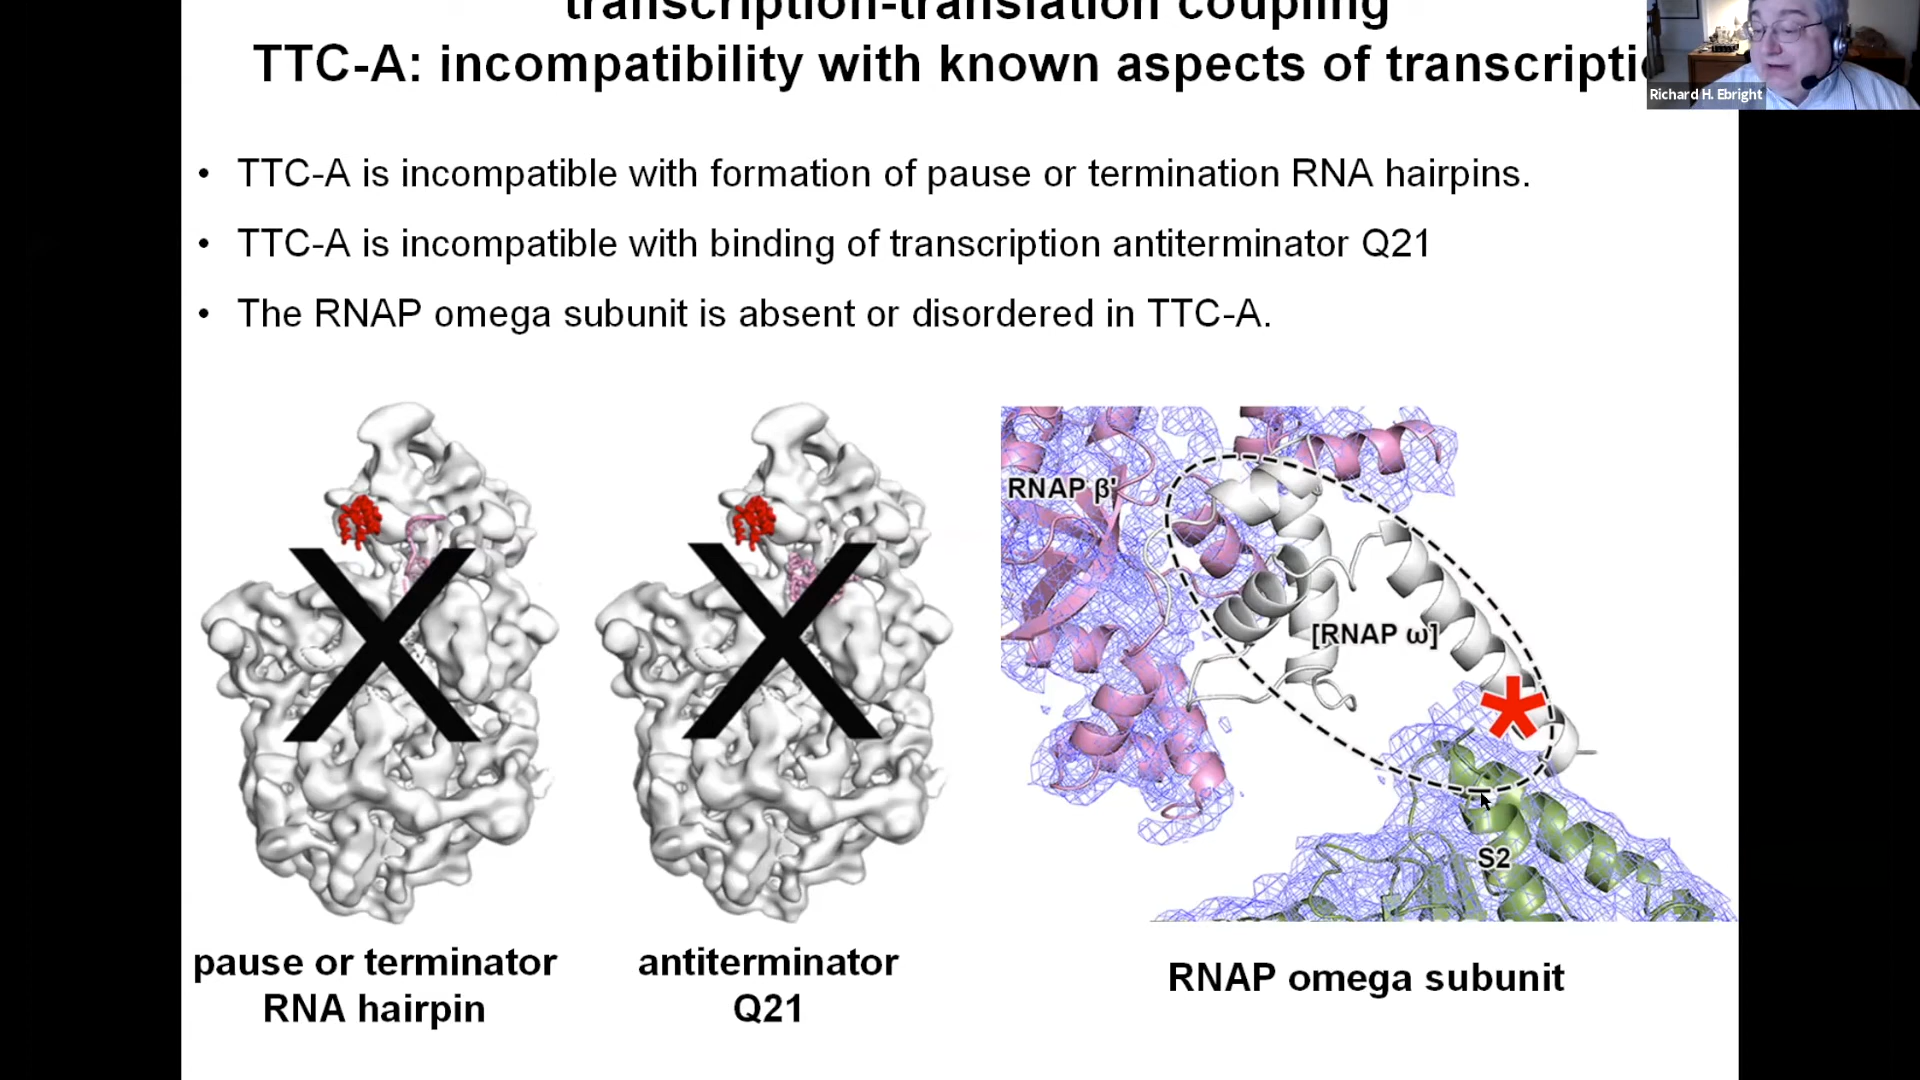 transcription-translation coupling
TTC-A: incompatibility with known aspects of transcripti
Richard H. Ebright
• TTC-A is incompatible with formation of pause or termination RNA hairpins.
• TTC-A is incompatible with binding of transcription antiterminator Q21
• The RNAP omega subunit is absent or disordered in TTC-A.
RNAP β'
[RNAP ω]
*
S2
pause or terminator
RNA hairpin
antiterminator
Q21
RNAP omega subunit